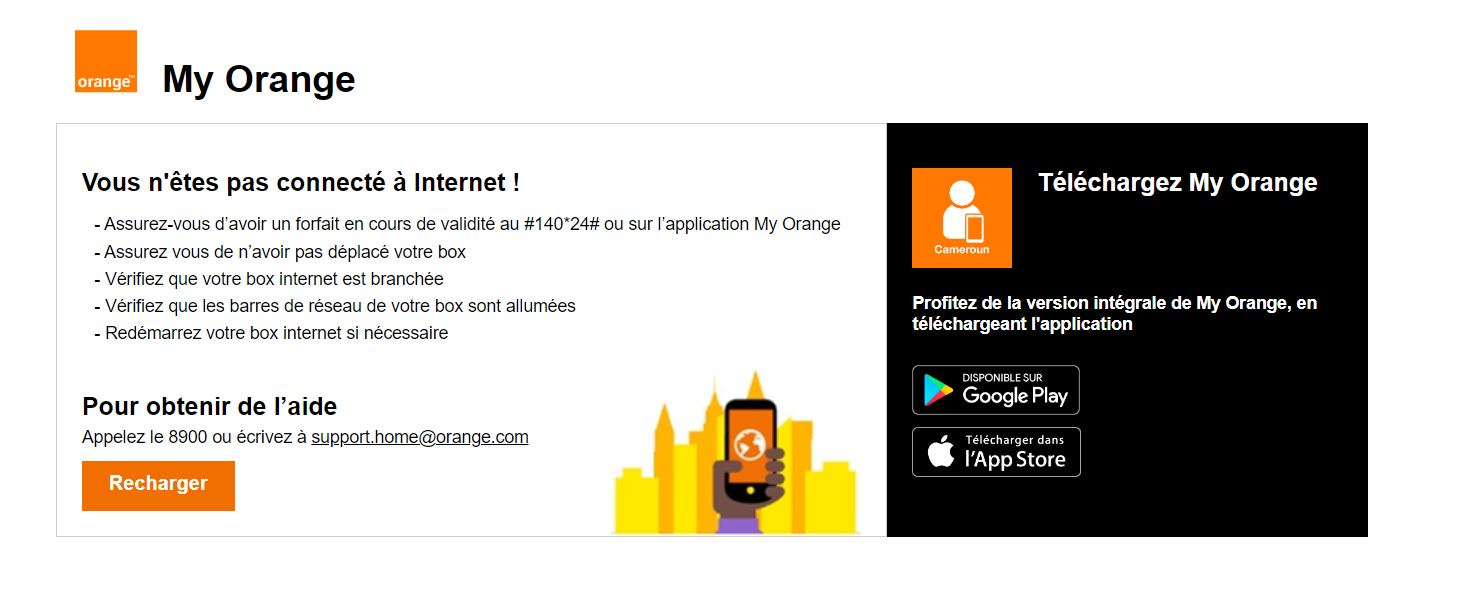 orange™
My Orange
Vous n'êtes pas connecté à Internet !
- Assurez-vous d’avoir un forfait en cours de validité au #140*24# ou sur l’application My Orange
- Assurez vous de n’avoir pas déplacé votre box
- Vérifiez que votre box internet est branchée
- Vérifiez que les barres de réseau de votre box sont allumées
- Redémarrez votre box internet si nécessaire
Pour obtenir de l’aide
Appelez le 8900 ou écrivez à support.home@orange.com
Recharger
Cameroun
Téléchargez My Orange
Profitez de la version intégrale de My Orange, en
téléchargeant l'application
DISPONIBLE SUR
Google Play
Télécharger dans
l’App Store